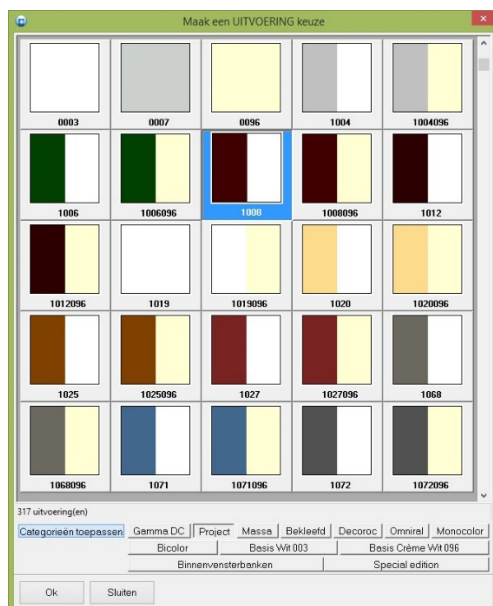 Maak een UITVOERING keuze
0003 0007 0096 1004 1004096
1006 1006096 1008 1008096 1012
1012096 1019 1019096 1020 1020096
1025 1025096 1027 1027096 1068
1068096 1071 1071096 1072 1072096
317 uitvoering(en)
Categorieën toepassen Gamma DC Project Massa Bekleefd Decoroc Omniral Monocolor
Bicolor Basis Wit 003 Basis Crème Wit 096
Binnenvensterbanken Special edition
Ok Sluiten